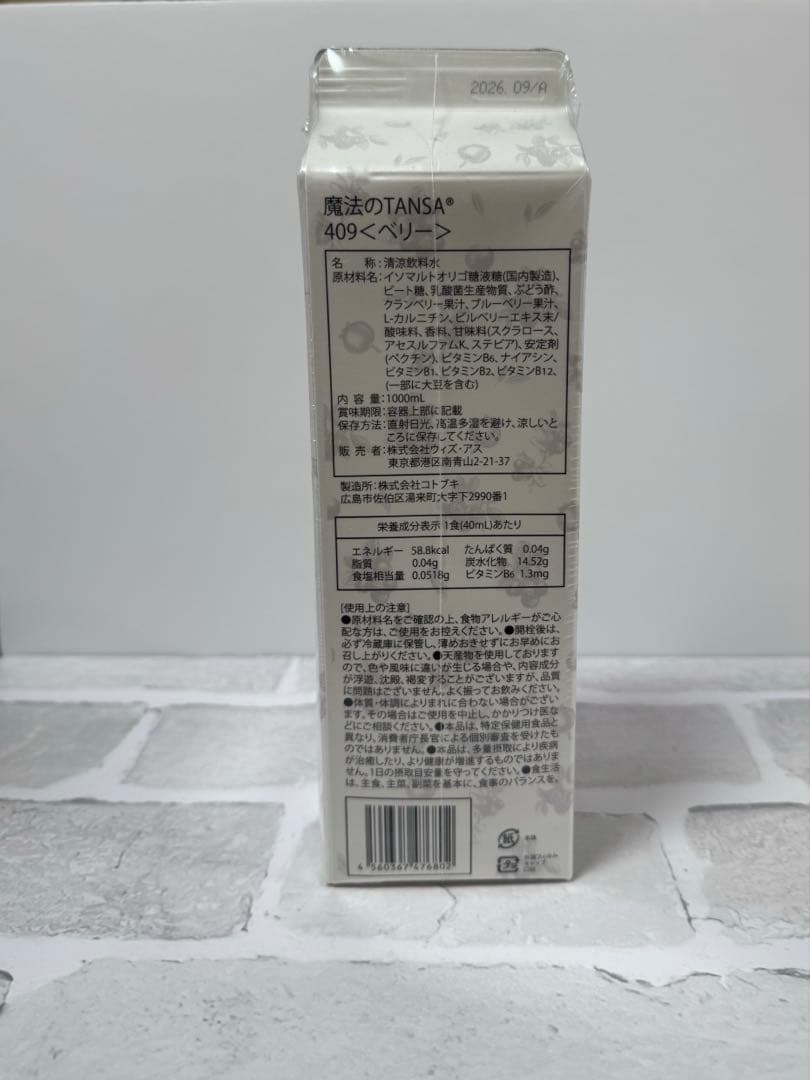 2026. 09/A
魔法のTANSA®
409＜ベリー＞
名 称:清涼飲料水
原材料名:イソマルトオリゴ糖液糖(国内製造)、
ビート糖、乳酸菌生産物質、ぶどう酢、
クランベリー果汁、ブルーベリー果汁、
L-カルニチン、ビルベリーエキス末/
酸味料、香料、甘味料(スクラロース、
アセスルファムK、ステビア)、安定剤
(ペクチン)、ビタミンB6、ナイアシン、
ビタミンB1、ビタミンB2、ビタミンB12、
(一部に大豆を含む)
内 容 量:1000mL
賞味期限:容器上部に記載
保存方法:直射日光、高温多湿を避け、涼しいと
ころに保存してください。
販 売 者:株式会社ウィズ・アス
東京都港区南青山2-21-37
製造所:株式会社コトブキ
広島市佐伯区湯来町大字下2990番1
栄養成分表示 1食(40mL)あたり
エネルギー 58.8kcal たんぱく質 0.04g
脂質 0.04g 炭水化物 14.52g
食塩相当量 0.0518g ビタミンB6 1.3mg
[使用上の注意]
●原材料名をご確認の上、食物アレルギーがご心
配な方は、ご使用をお控えください。●開栓後は、
必ず冷蔵庫に保管し、薄めおきせずにお早めにお
召し上がりください。●天産物を使用しております
ので、色や風味に違いが生じる場合や、内容成分
が浮遊、沈殿、褐変することがございますが、品質
に問題はございません。よく振ってお飲みください。
●体質・体調によりまれに合わない場合がござい
ます。その場合はご使用を中止し、かかりつけ医な
どにご相談ください。●本品は、特定保健用食品と
異なり、消費者庁長官による個別審査を受けたも
のではありません。●本品は、多量摂取により疾病
が治癒したり、より健康が増進するものではありま
せん。1日の摂取目安量を守ってください。●食生活
は、主食、主菜、副菜を基本に、食事のバランスを。
4 560367 476802
紙
プラ